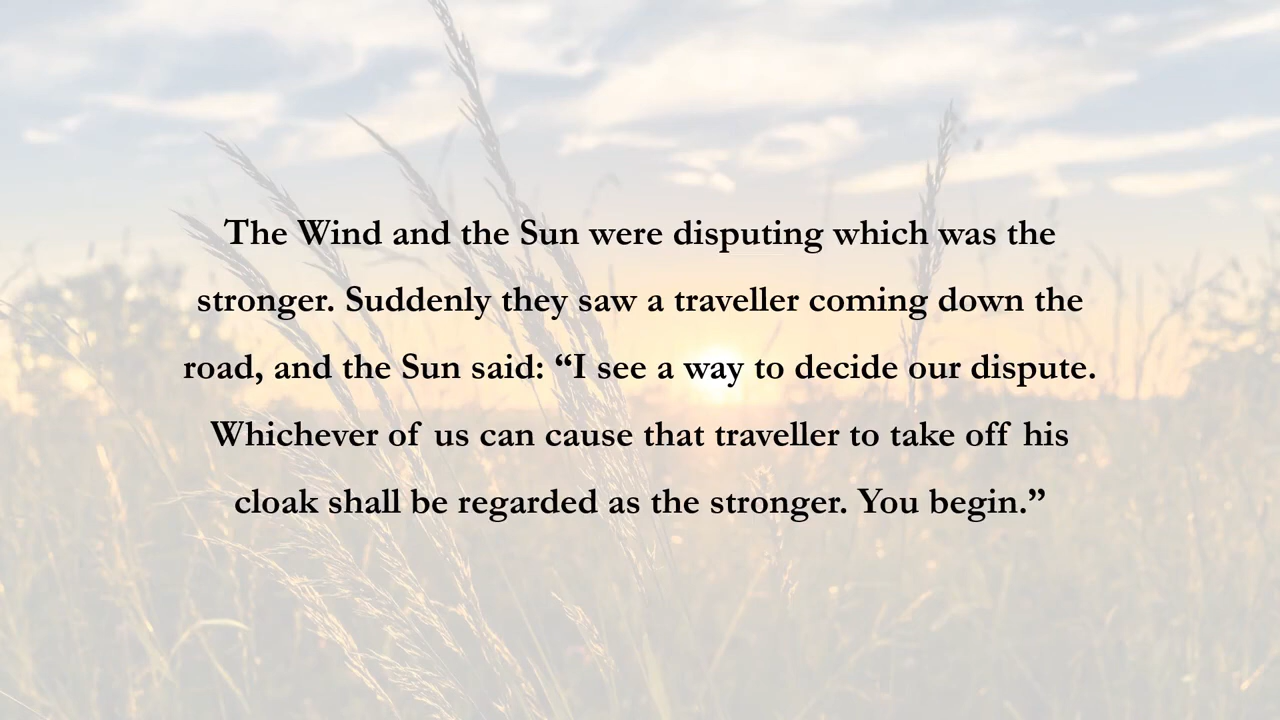 The Wind and the Sun were disputing which was the
stronger. Suddenly they saw a traveller coming down the
road, and the Sun said: “I see a way to decide our dispute.
Whichever of us can cause that traveller to take off his
cloak shall be regarded as the stronger. You begin.”